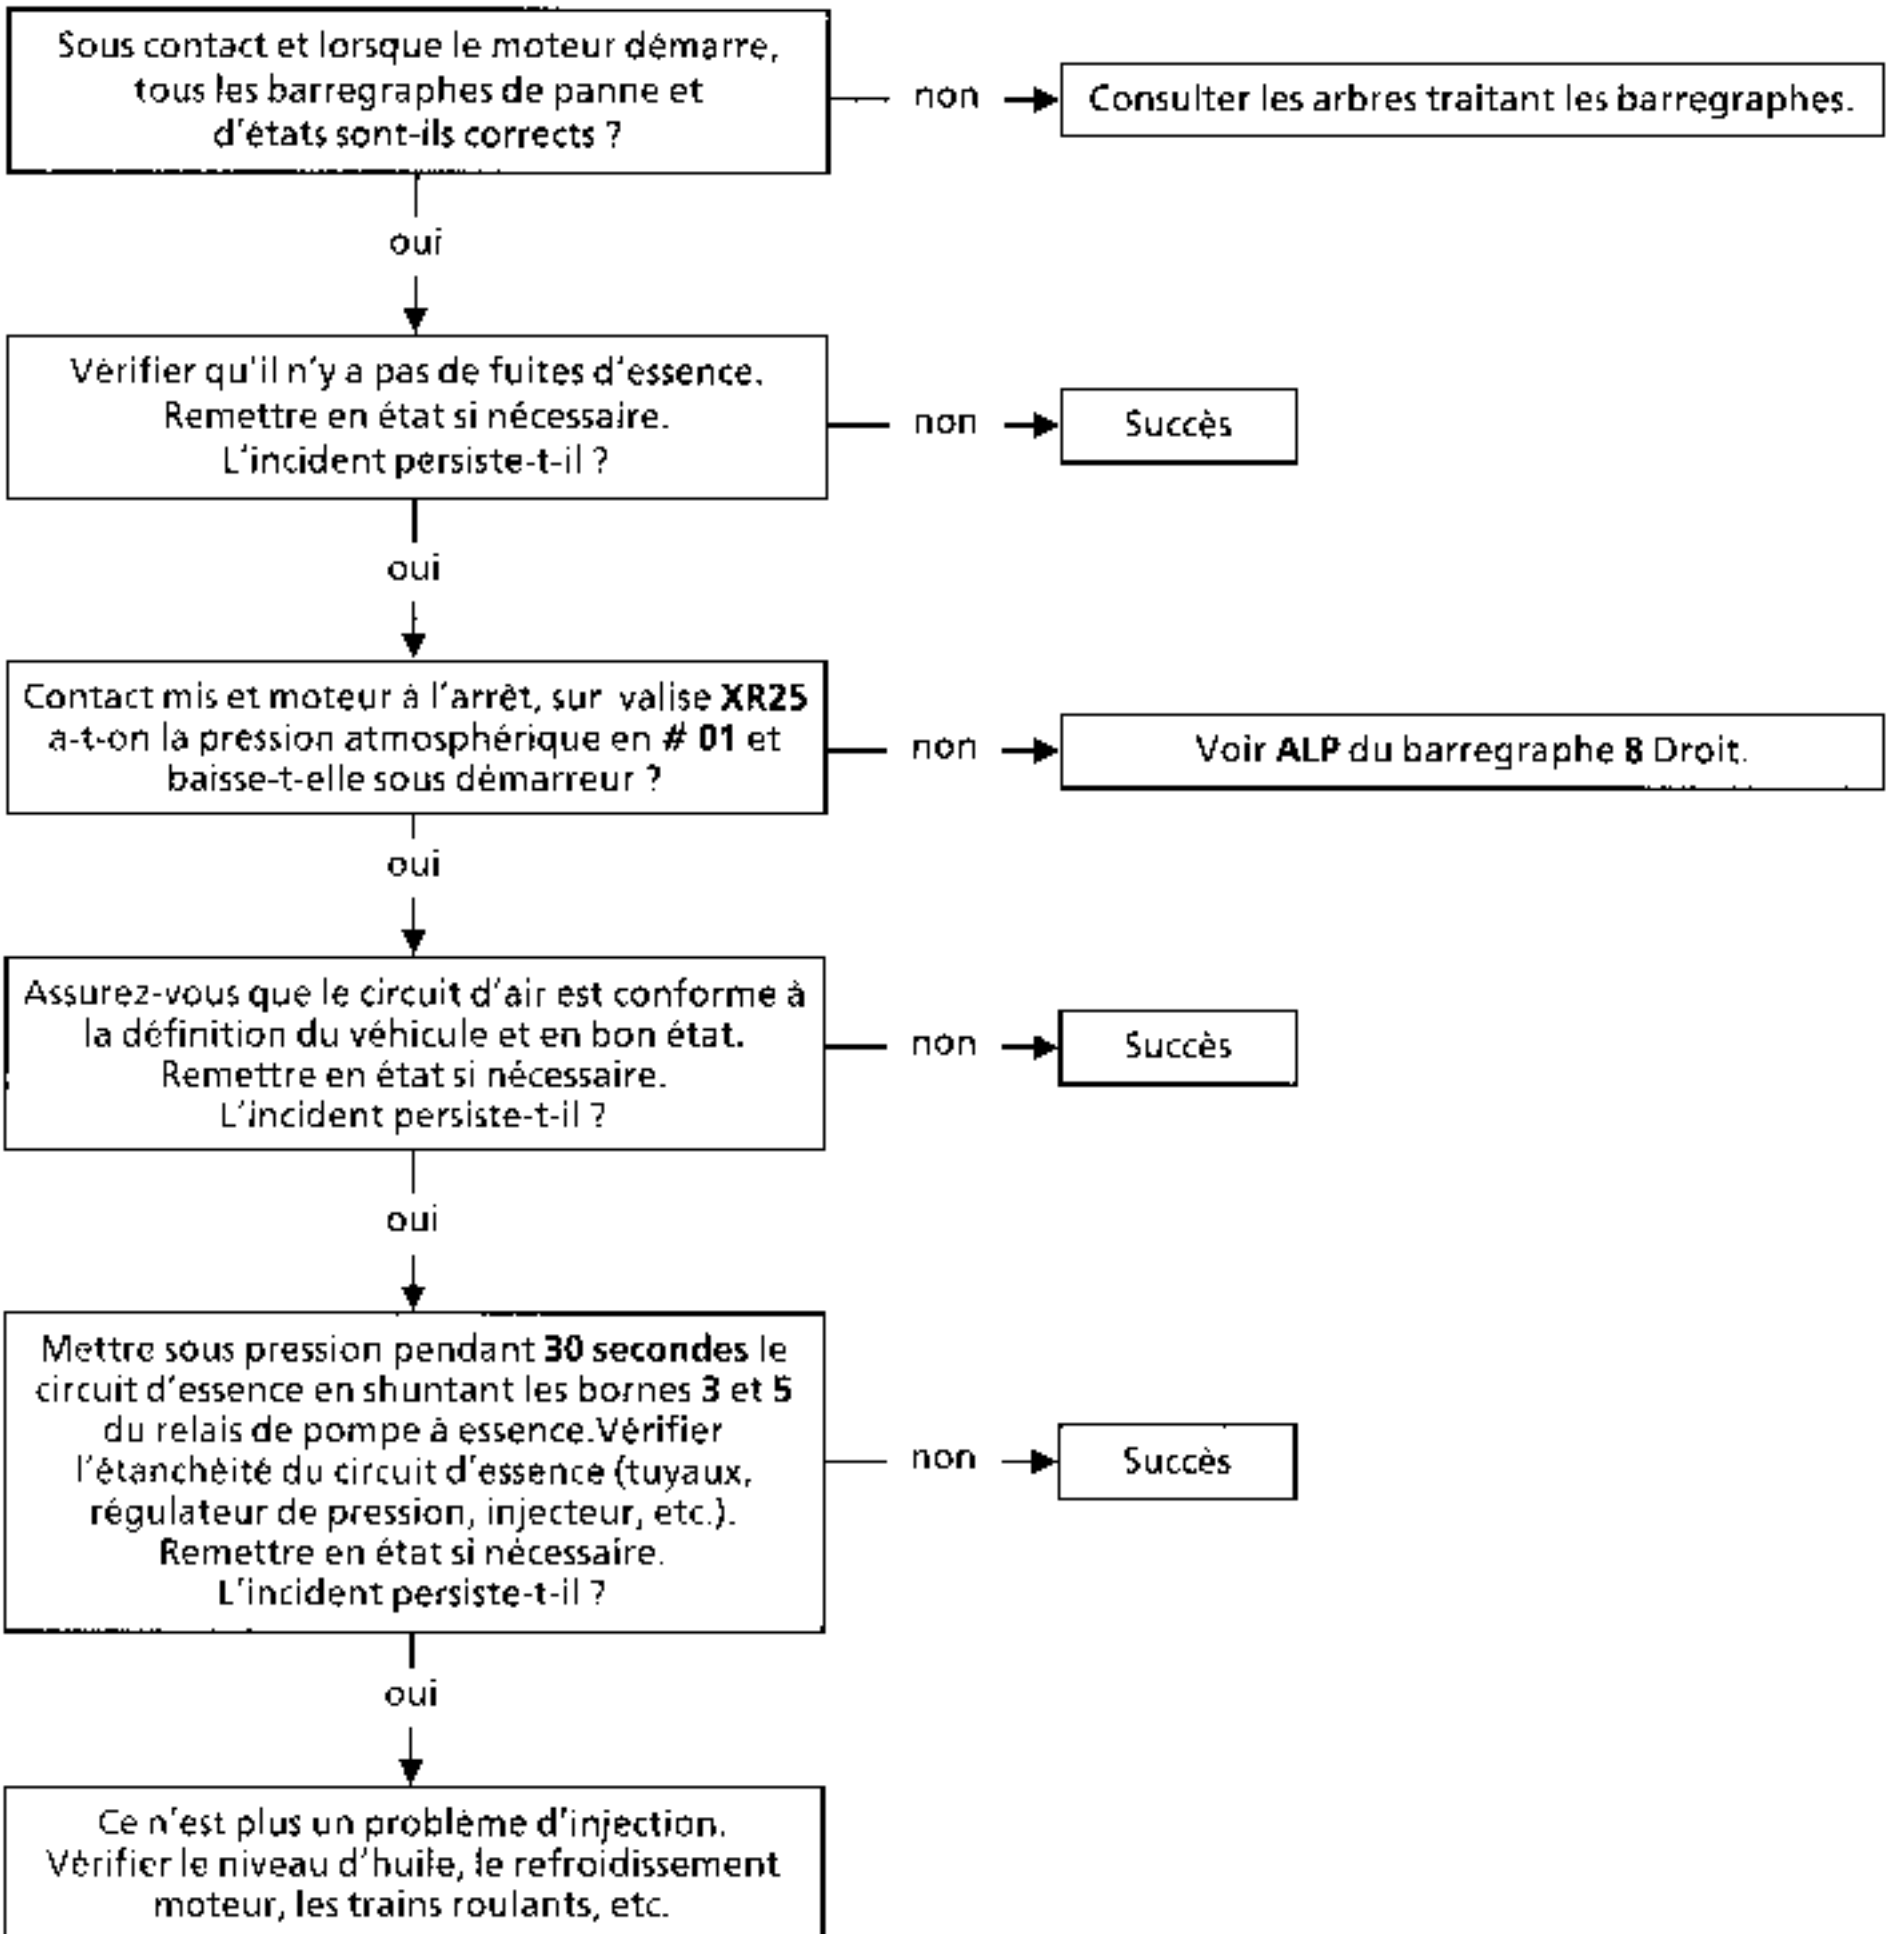 Sous contact et lorsque le moteur démarre,
tous les barregraphes de panne et
d'états sont-ils corrects ?
non
Consulter les arbres traitant les barregraphes.
oui
Vérifier qu'il n'y a pas de fuites d'essence.
Remettre en état si nécessaire.
L'incident persiste-t-il ?
non
Succès
oui
Contact mis et moteur à l'arrêt, sur valise XR25
a-t-on la pression atmosphérique en # 01 et
baisse-t-elle sous démarreur ?
non
Voir ALP du barregraphe 8 Droit.
oui
Assurez-vous que le circuit d'air est conforme à
la définition du véhicule et en bon état.
Remettre en état si nécessaire.
L'incident persiste-t-il ?
non
Succès
oui
Mettre sous pression pendant 30 secondes le
circuit d'essence en shuntant les bornes 3 et 5
du relais de pompe à essence.Vérifier
l'étanchéité du circuit d'essence (tuyaux,
régulateur de pression, injecteur, etc.).
Remettre en état si nécessaire.
L'incident persiste-t-il ?
non
Succès
oui
Ce n'est plus un problème d'injection.
Vérifier le niveau d'huile, le refroidissement
moteur, les trains roulants, etc.